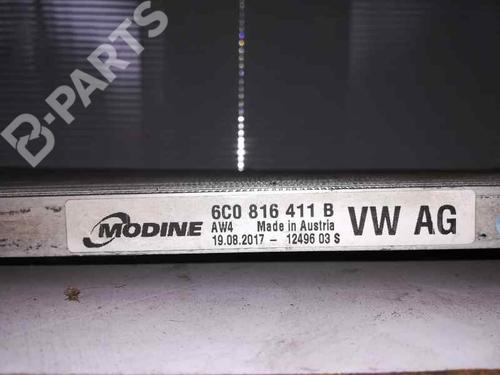 B-PARTS
MODINE
6C0 816 411 B
AW4 Made in Austria
19.08.2017 – 12496 03 S
VW AG